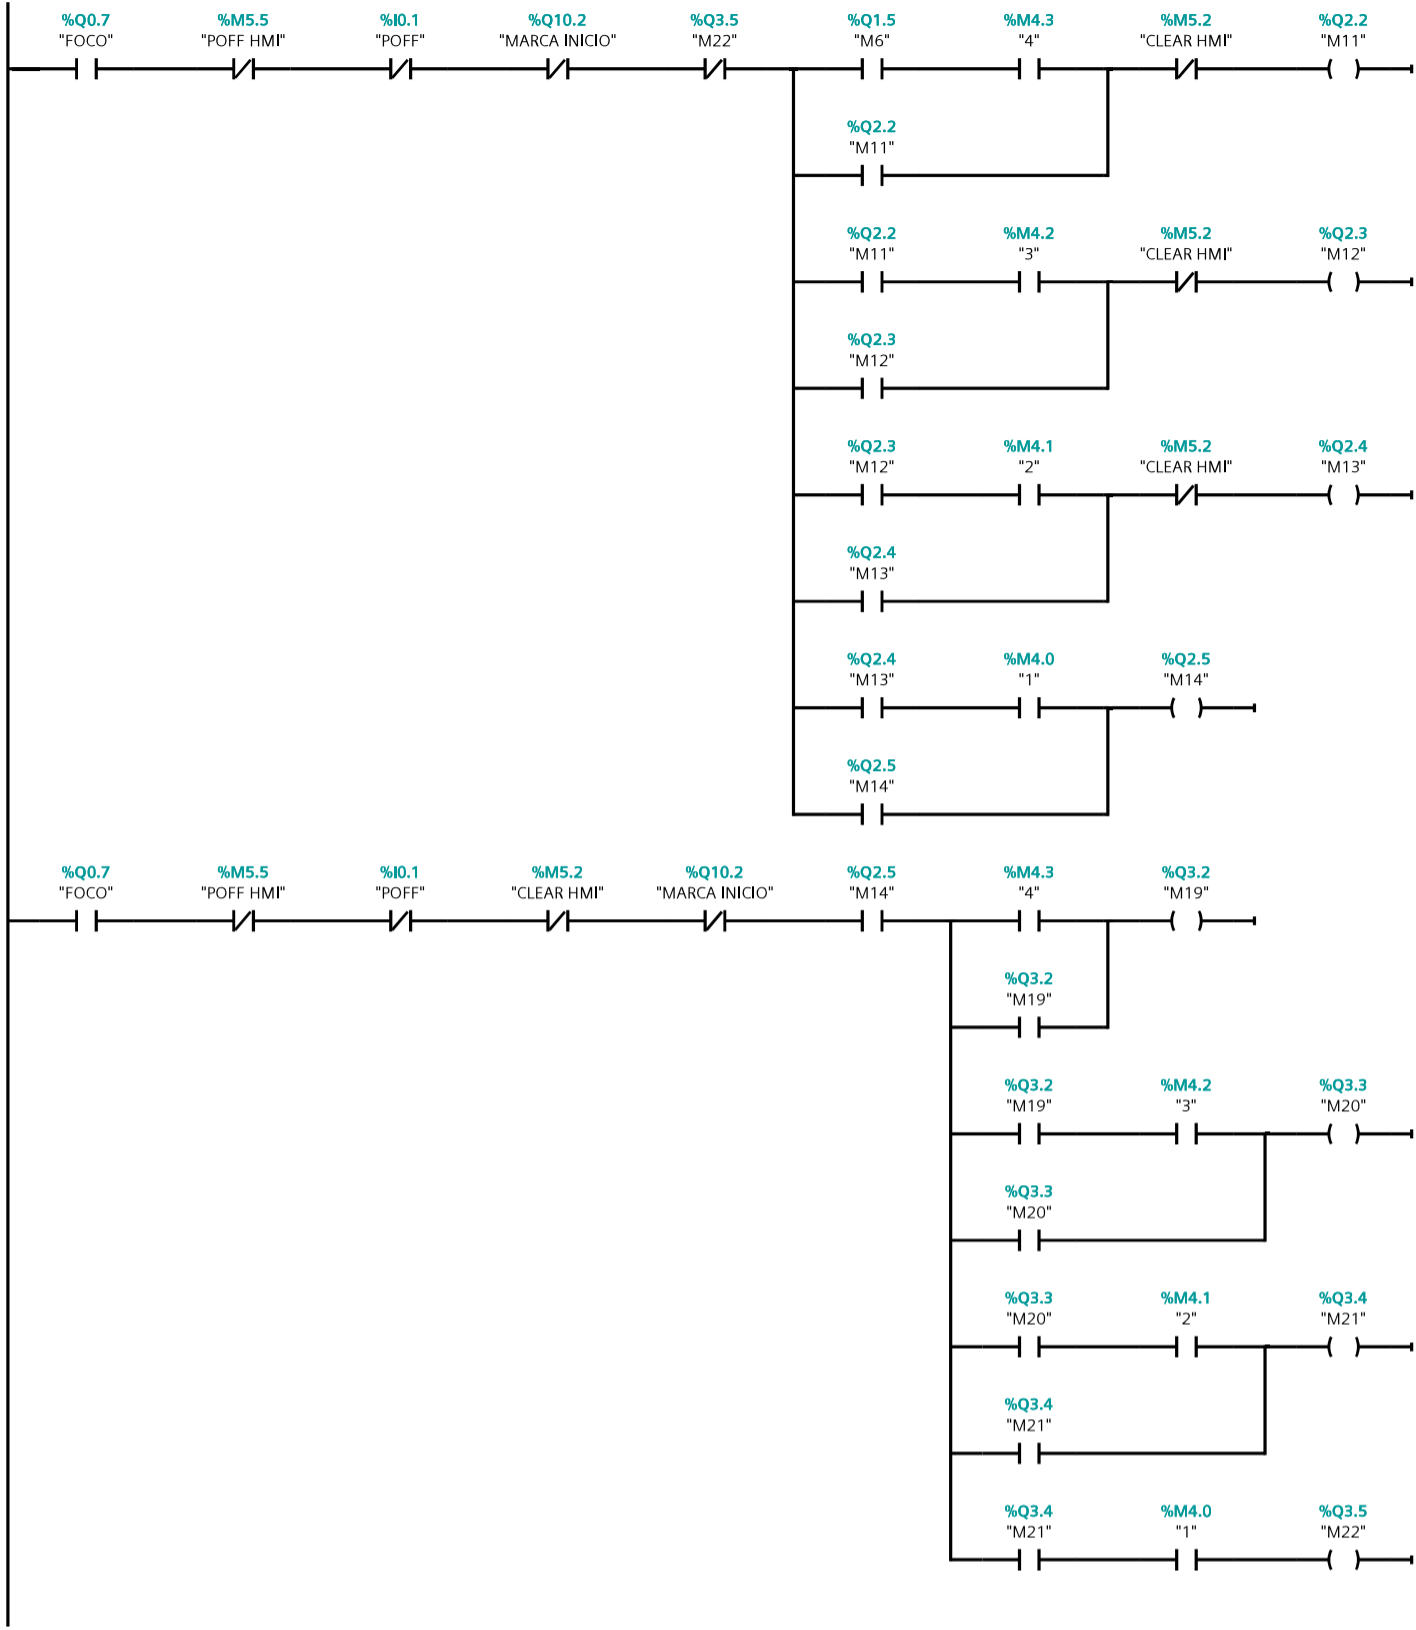 %Q0.7 %M5.5 %I0.1 %Q10.2 %Q3.5 %Q1.5 %M4.3 %M5.2 %Q2.2
"FOCO" "POFF HMI" "POFF" "MARCA INICIO" "M22" "M6" "4" "CLEAR HMI" "M11"
%Q2.2
"M11"
%Q2.2 %M4.2 %M5.2 %Q2.3
"M11" "3" "CLEAR HMI" "M12"
%Q2.3
"M12"
%Q2.3 %M4.1 %M5.2 %Q2.4
"M12" "2" "CLEAR HMI" "M13"
%Q2.4
"M13"
%Q2.4 %M4.0 %Q2.5
"M13" "1" "M14"
%Q2.5
"M14"
%Q0.7 %M5.5 %I0.1 %M5.2 %Q10.2 %Q2.5 %M4.3 %Q3.2
"FOCO" "POFF HMI" "POFF" "CLEAR HMI" "MARCA INICIO" "M14" "4" "M19"
%Q3.2
"M19"
%Q3.2 %M4.2 %Q3.3
"M19" "3" "M20"
%Q3.3
"M20"
%Q3.3 %M4.1 %Q3.4
"M20" "2" "M21"
%Q3.4
"M21"
%Q3.4 %M4.0 %Q3.5
"M21" "1" "M22"